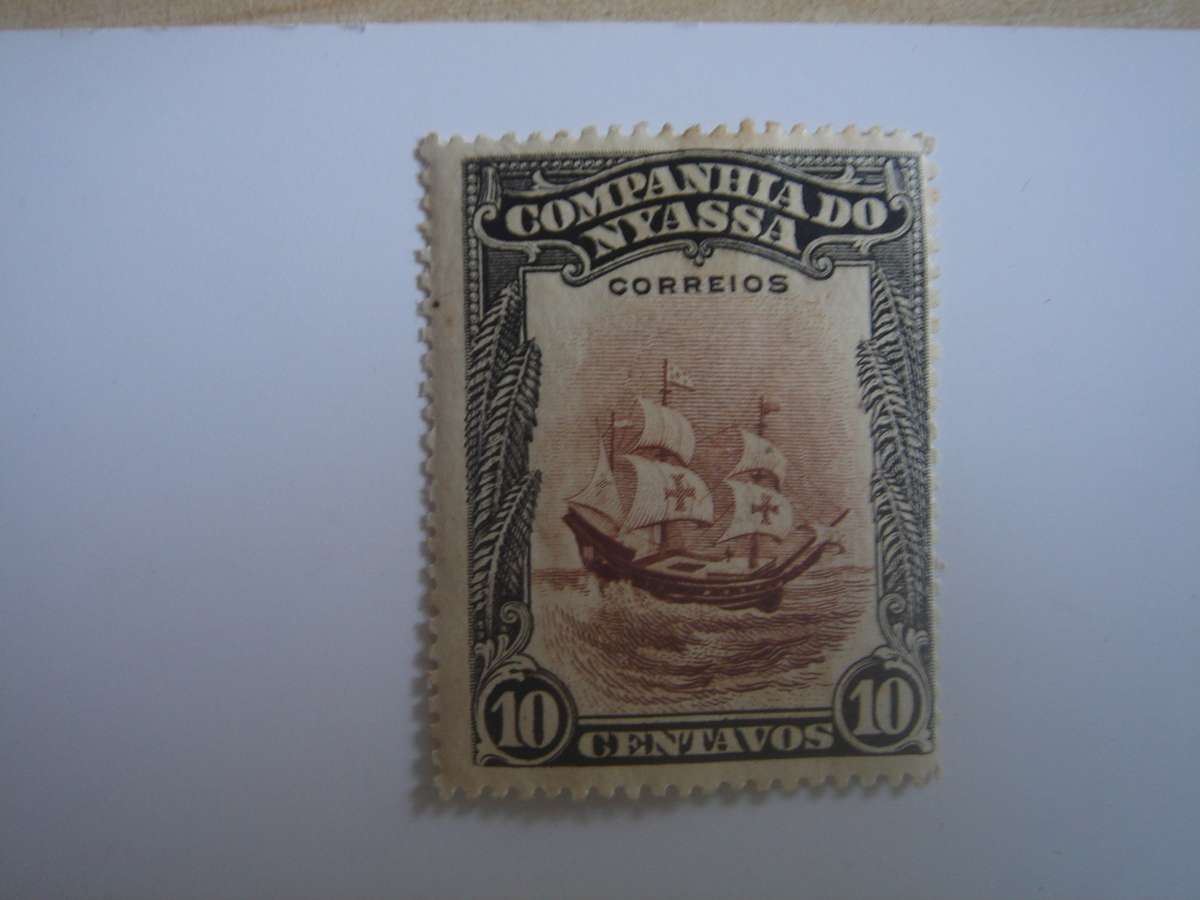 COMPANHIA DO
NYASSA
CORREIOS
10 CENTAVOS 10